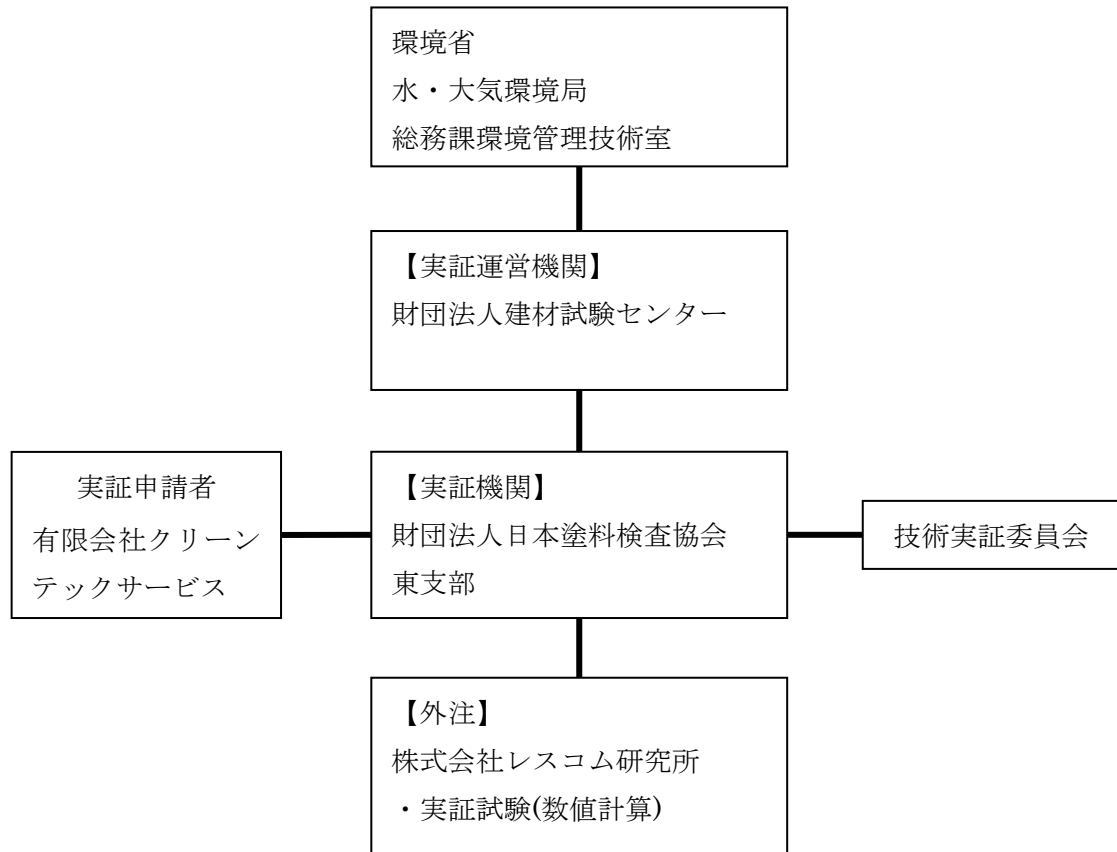 環境省
水・大気環境局
総務課環境管理技術室
【実証運営機関】
財団法人建材試験センター
実証申請者
有限会社クリーン
テックサービス
【実証機関】
財団法人日本塗料検査協会
東支部
技術実証委員会
【外注】
株式会社レスコム研究所
・実証試験(数値計算)